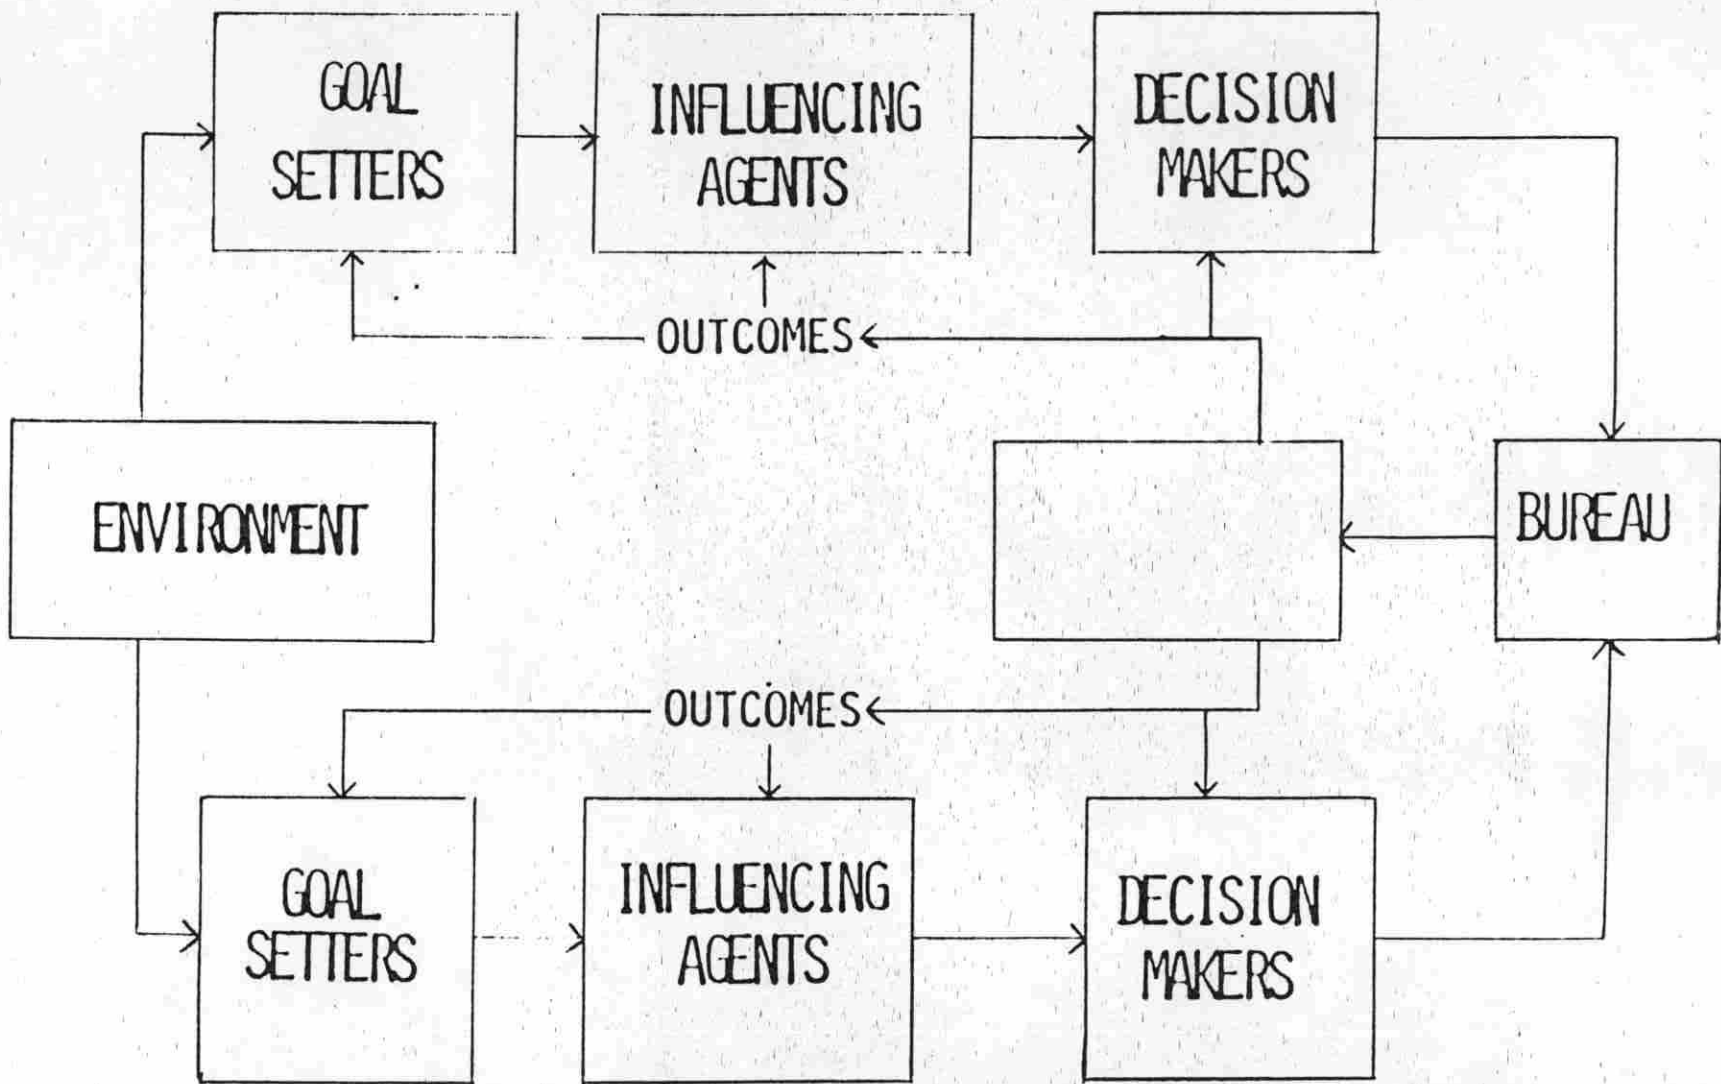 GOAL
SETTERS
INFLUENCING
AGENTS
DECISION
MAKERS
OUTCOMES
ENVIRONMENT
BUREAU
OUTCOMES
GOAL
SETTERS
INFLUENCING
AGENTS
DECISION
MAKERS